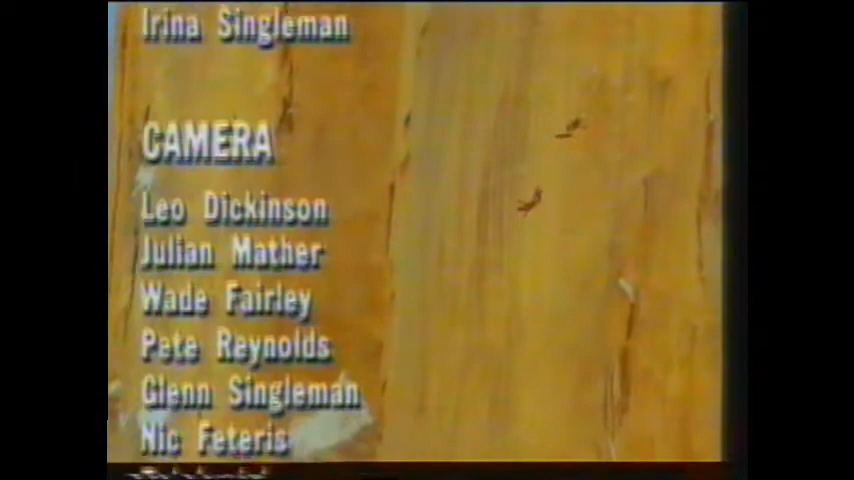 Irina Singleman
CAMERA
Leo Dickinson
Julian Mather
Wade Fairley
Pete Reynolds
Glenn Singleman
Nic Feteris